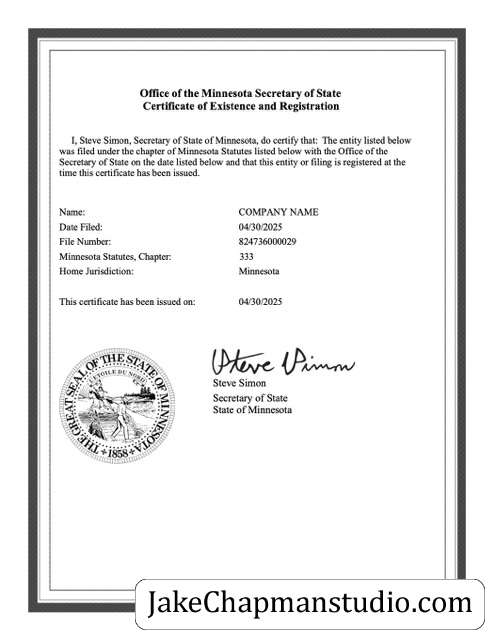 Office of the Minnesota Secretary of State
Certificate of Existence and Registration
I, Steve Simon, Secretary of State of Minnesota, do certify that: The entity listed below
was filed under the chapter of Minnesota Statutes listed below with the Office of the
Secretary of State on the date listed below and that this entity or filing is registered at the
time this certificate has been issued.
Name: COMPANY NAME
Date Filed: 04/30/2025
File Number: 824736000029
Minnesota Statutes, Chapter: 333
Home Jurisdiction: Minnesota
This certificate has been issued on: 04/30/2025
THE GREAT SEAL OF THE STATE OF MINNESOTA
L'ETOILE DU NORD
1858
Steve Simon
Steve Simon
Secretary of State
State of Minnesota
JakeChapmanstudio.com